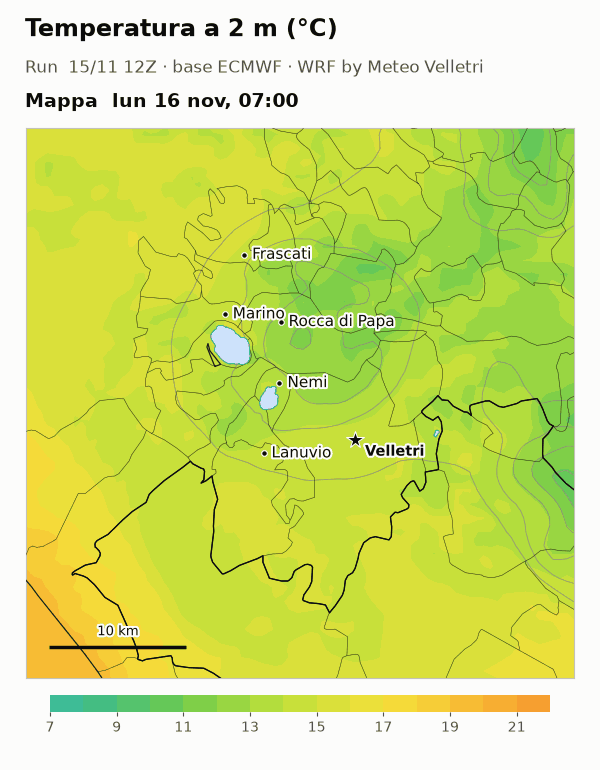 Temperatura a 2 m (°C)
Run  15/11 12Z · base ECMWF · WRF by Meteo Velletri
Mappa  lun 16 nov, 07:00
Frascati
Marino
Rocca di Papa
Nemi
Velletri
Lanuvio
10 km
7 9 11 13 15 17 19 21